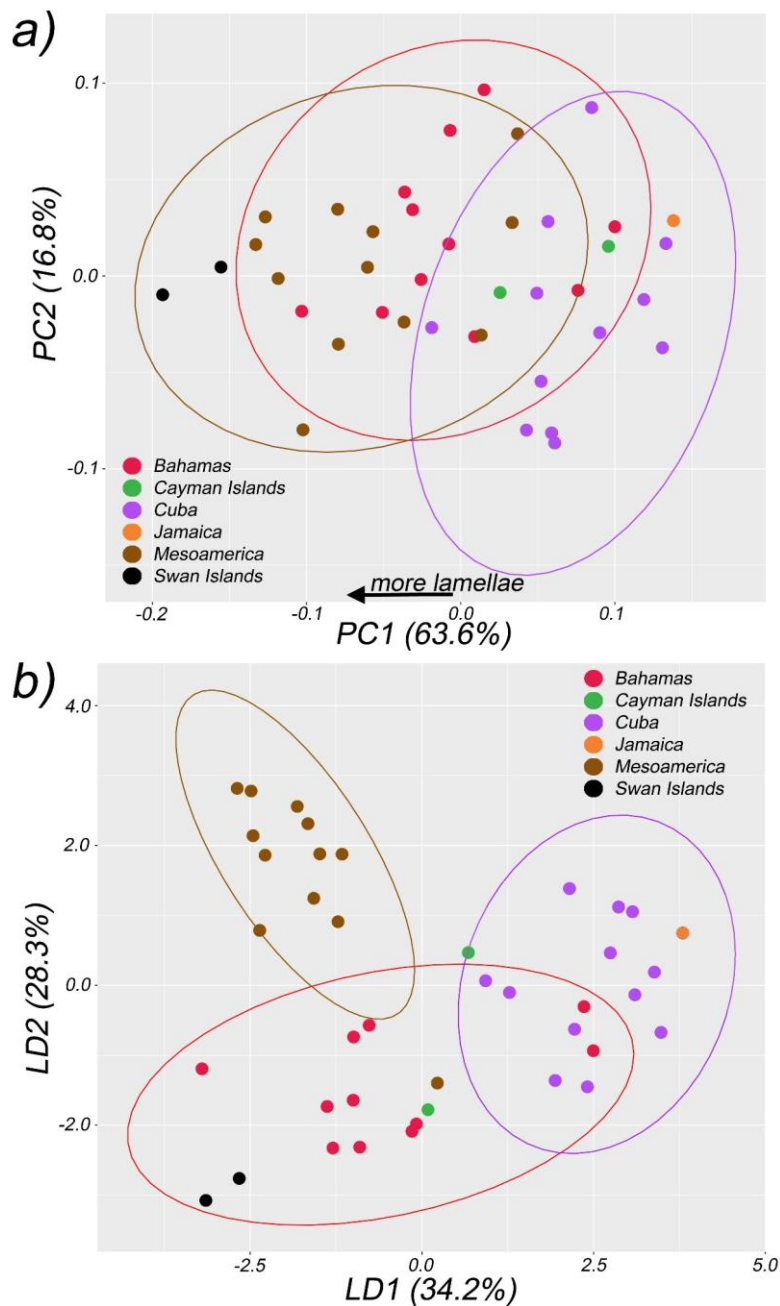 a)
0.1
0.0
-0.1
PC2 (16.8%)
Bahamas
Cayman Islands
Cuba
Jamaica
Mesoamerica
Swan Islands
more lamellae
-0.2 -0.1 0.0 0.1
PC1 (63.6%)
b)
4.0
2.0
0.0
-2.0
LD2 (28.3%)
Bahamas
Cayman Islands
Cuba
Jamaica
Mesoamerica
Swan Islands
-2.5 0.0 2.5 5.0
LD1 (34.2%)